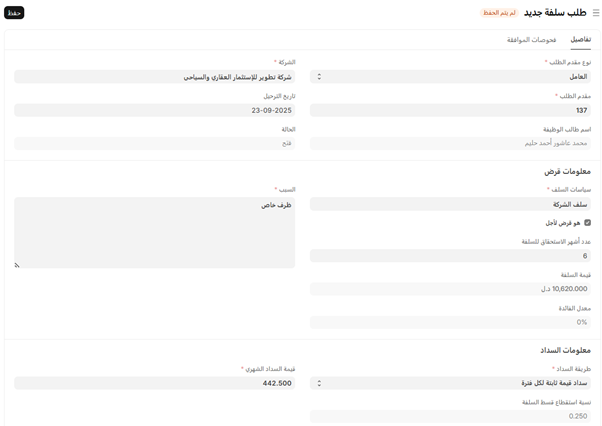 طلب سلفة جديد
لم يتم الحفظ
حفظ
تفاصيل
فحوصات الموافقة
نوع مقدم الطلب *
العامل
الشركة *
شركة تطوير للإستثمار العقاري والسياحى
مقدم الطلب *
137
تاريخ الترحيل
23-09-2025
اسم طالب الوظيفة
محمد عاشور أحمد حليم
الحالة
فتح
معلومات قرض
سياسات السلف *
سلف الشركة
السبب *
ظرف خاص
هو قرض لأجل
عدد أشهر الاستحقاق للسلفة
6
قيمة السلفة
10,620.000 د.ل
معدل الفائدة
0%
معلومات السداد
طريقة السداد *
سداد قيمة ثابتة لكل فترة
قيمة السداد الشهري *
442.500
نسبة استقطاع قسط السلفة
0.250